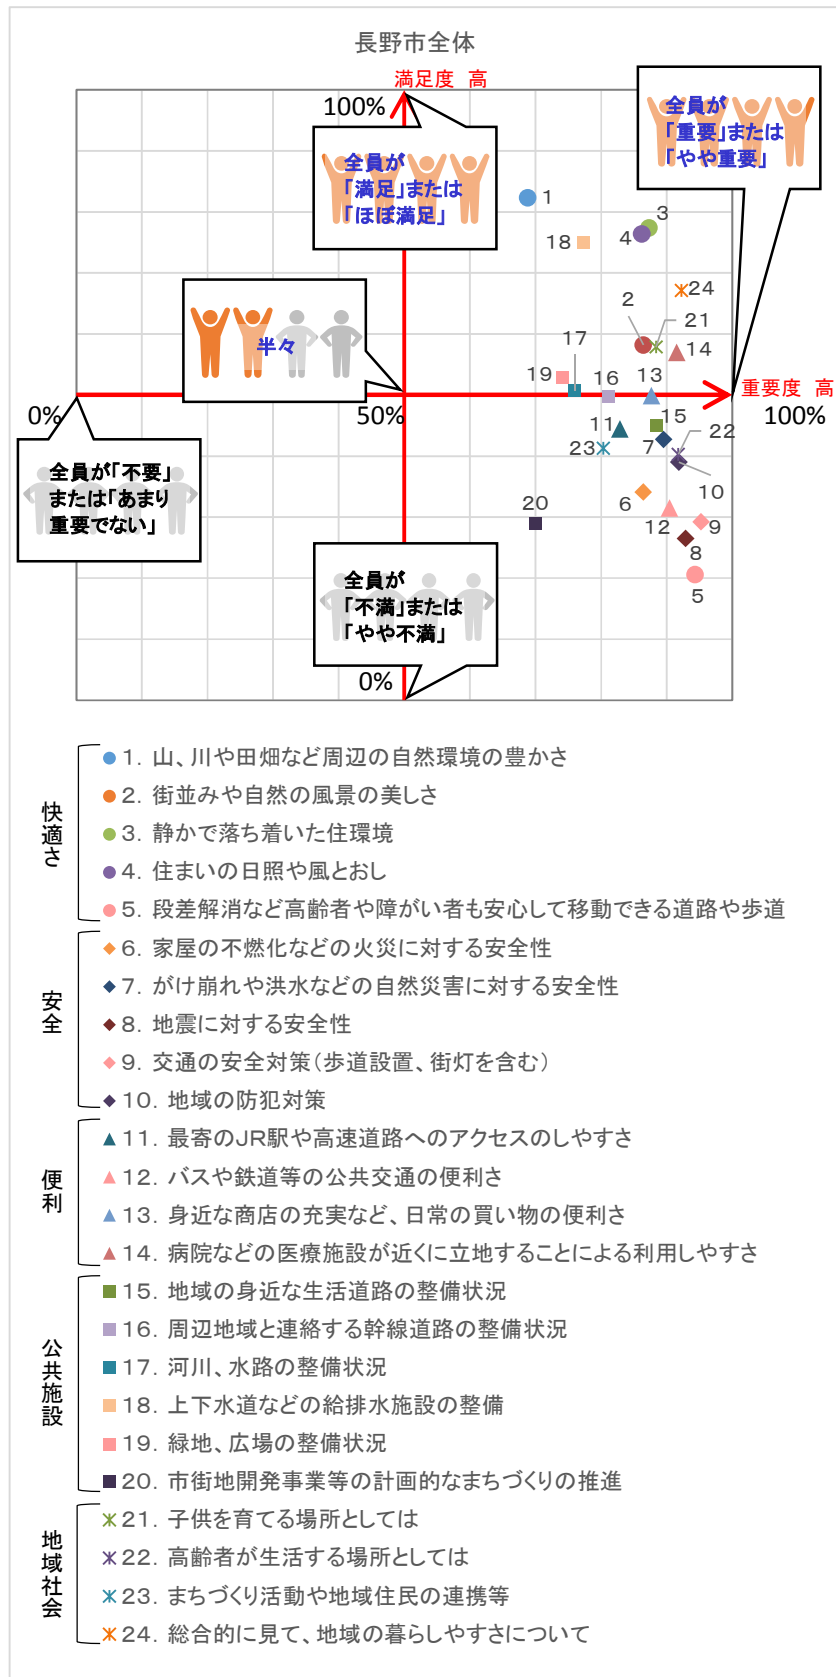 長野市全体
満足度 高
100%
全員が
「満足」または
「ほぼ満足」
全員が
「重要」または
「やや重要」
1
18
3
4
24
半々
2
21
17
14
19
16
13
重要度 高
0%
50%
100%
全員が「不要」
または「あまり
重要でない」
11
15
22
23
7
10
6
20
12
9
8
5
全員が
「不満」または
「やや不満」
0%
快適さ
1. 山、川や田畑など周辺の自然環境の豊かさ
2. 街並みや自然の風景の美しさ
3. 静かで落ち着いた住環境
4. 住まいの日照や風とおし
5. 段差解消など高齢者や障がい者も安心して移動できる道路や歩道
安全
6. 家屋の不燃化などの火災に対する安全性
7. がけ崩れや洪水などの自然災害に対する安全性
8. 地震に対する安全性
9. 交通の安全対策(歩道設置、街灯を含む)
10. 地域の防犯対策
便利
11. 最寄のJR駅や高速道路へのアクセスのしやすさ
12. バスや鉄道等の公共交通の便利さ
13. 身近な商店の充実など、日常の買い物の便利さ
14. 病院などの医療施設が近くに立地することによる利用しやすさ
公共施設
15. 地域の身近な生活道路の整備状況
16. 周辺地域と連絡する幹線道路の整備状況
17. 河川、水路の整備状況
18. 上下水道などの給排水施設の整備
19. 緑地、広場の整備状況
20. 市街地開発事業等の計画的なまちづくりの推進
地域社会
21. 子供を育てる場所としては
22. 高齢者が生活する場所としては
23. まちづくり活動や地域住民の連携等
24. 総合的に見て、地域の暮らしやすさについて